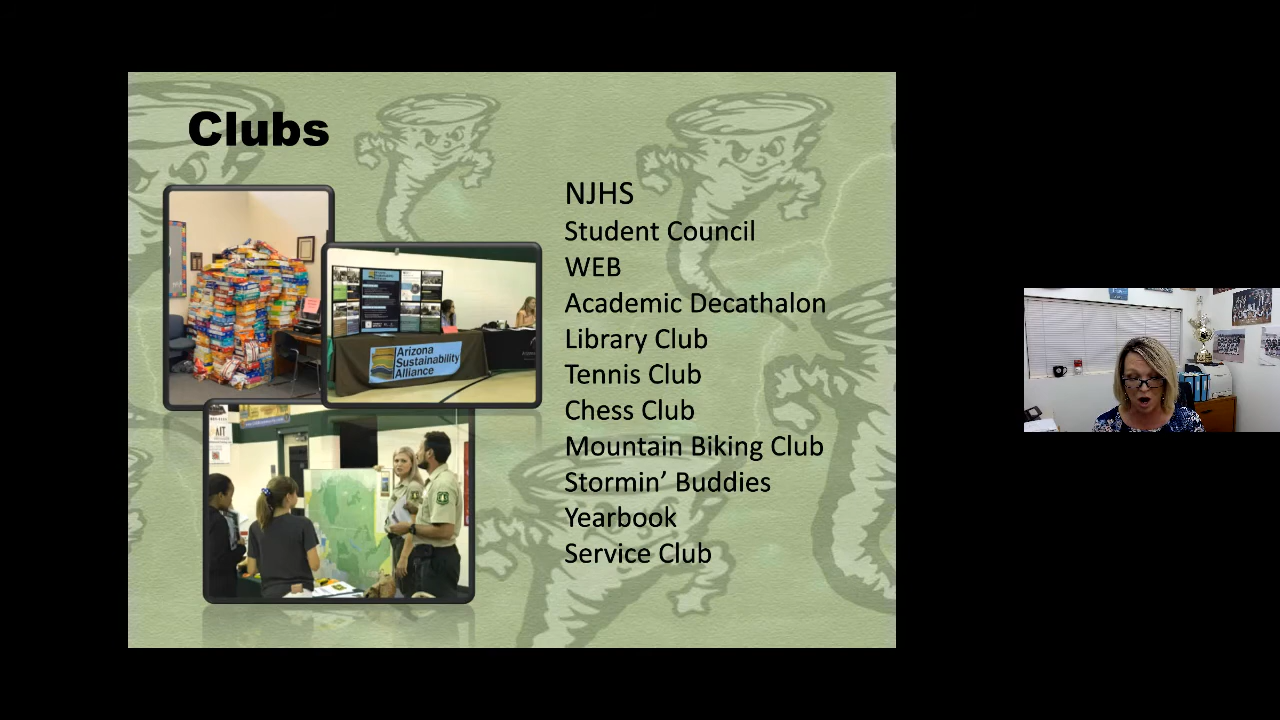 Clubs
NJHS
Student Council
WEB
Academic Decathalon
Library Club
Tennis Club
Chess Club
Mountain Biking Club
Stormin’ Buddies
Yearbook
Service Club
Arizona
Sustainability
Alliance
AIT